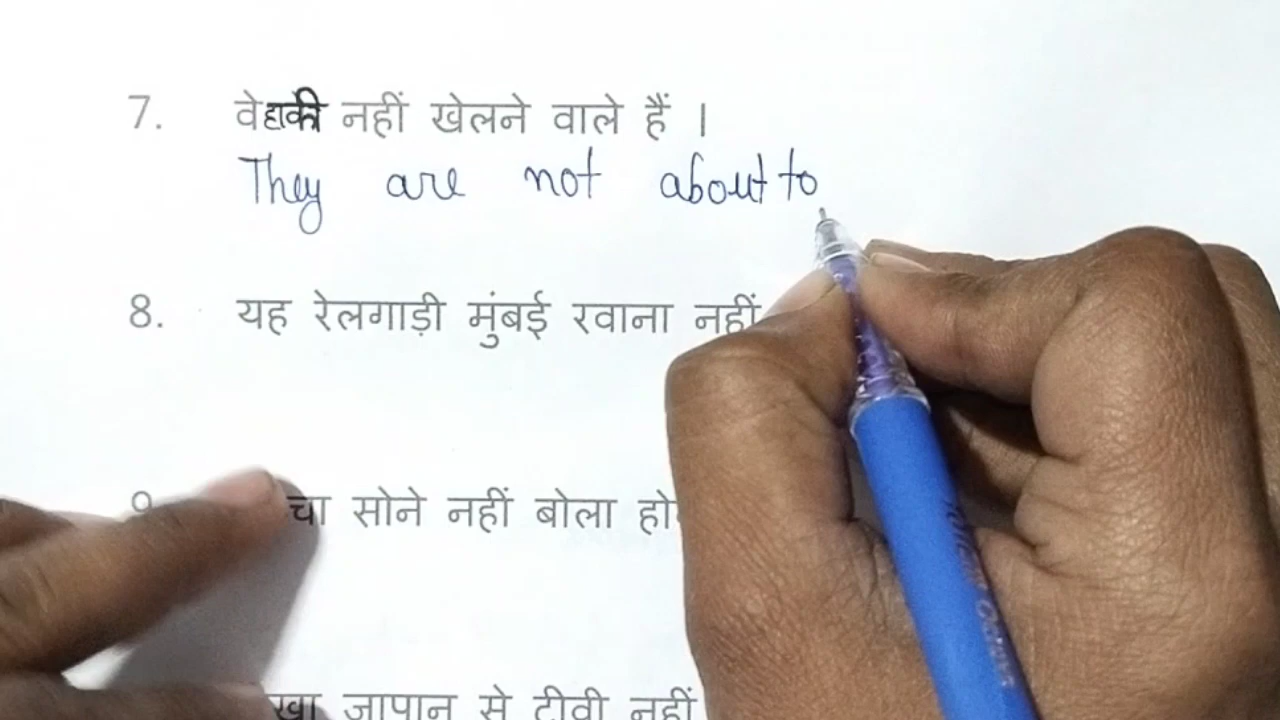 7. वे हाकी नहीं खेलने वाले हैं ।
They are not about to
8. यह रेलगाड़ी मुंबई रवाना नहीं
चा सोने नहीं बोला
जापान से टीवी नहीं